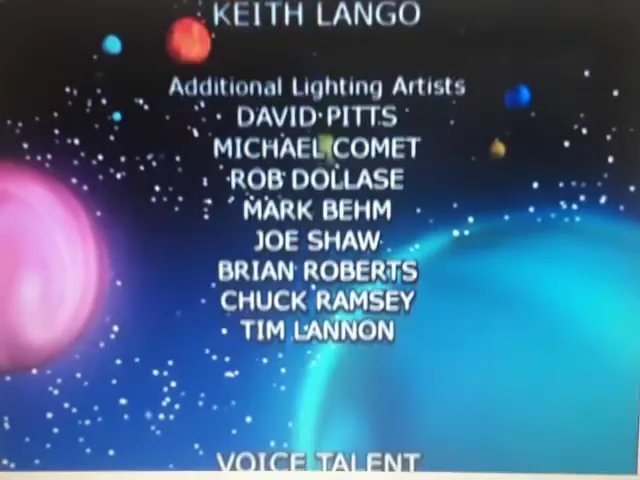 KEITH LANGO
Additional Lighting Artists
DAVID PITTS
MICHAEL COMET
ROB DOLLASE
MARK BEHM
JOE SHAW
BRIAN ROBERTS
CHUCK RAMSEY
TIM LANNON
VOICE TALENT